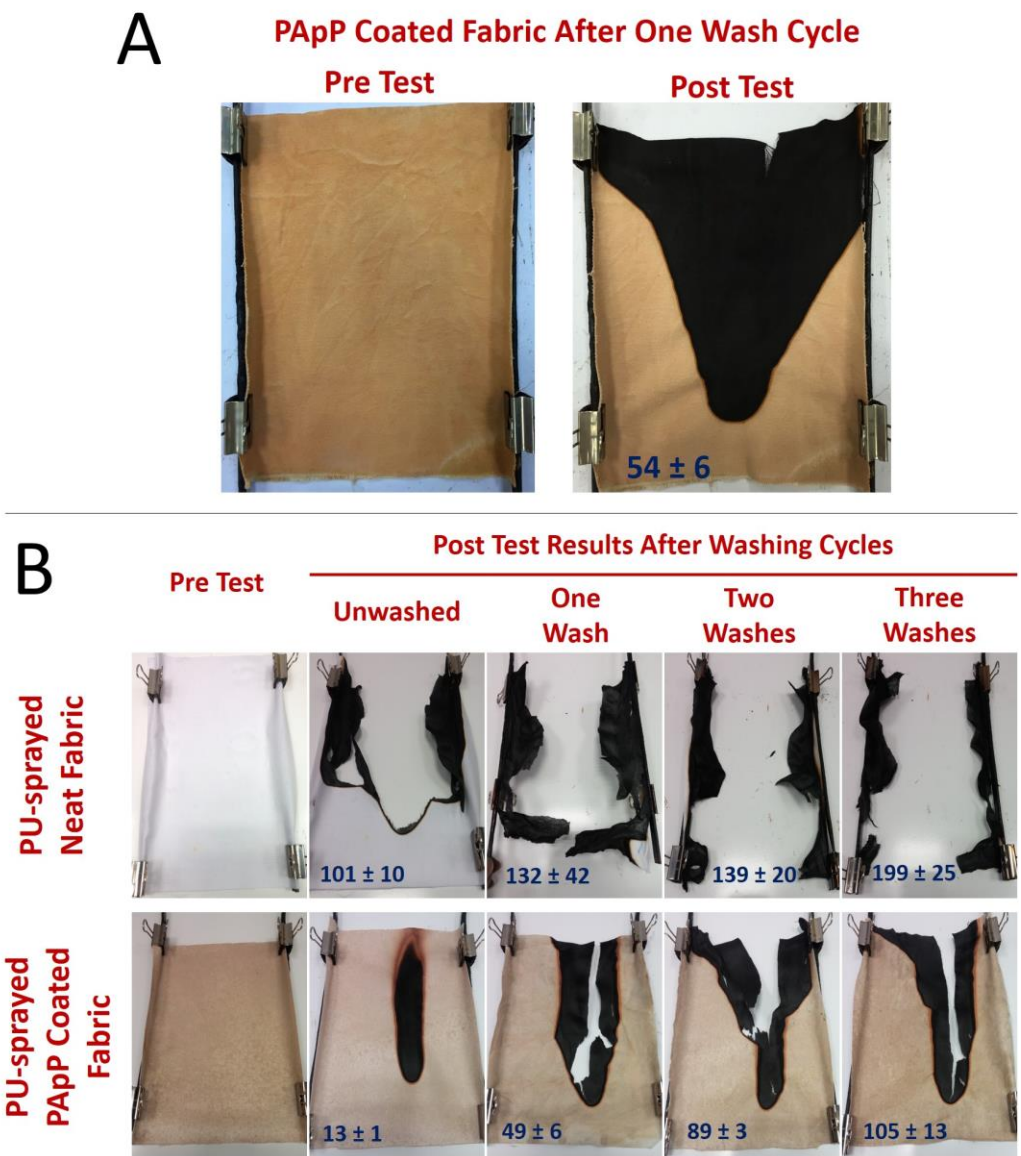 A
PApP Coated Fabric After One Wash Cycle
Pre Test
Post Test
54 ± 6
B
Post Test Results After Washing Cycles
Pre Test
Unwashed
One
Wash
Two
Washes
Three
Washes
PU-sprayed
Neat Fabric
101 ± 10
132 ± 42
139 ± 20
199 ± 25
PU-sprayed
PApP Coated
Fabric
13 ± 1
49 ± 6
89 ± 3
105 ± 13